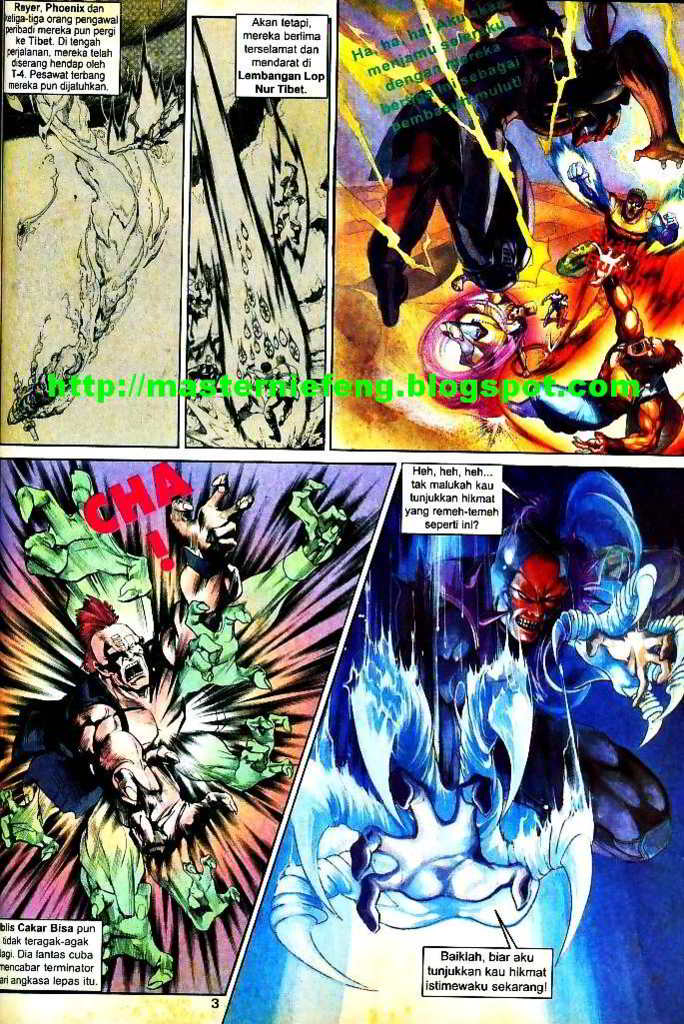 Rayer, Phoenix dan
ketiga-tiga orang pengawal
peribadi mereka pun pergi
ke Tibet. Di tengah
perjalanan, mereka telah
diserang hendap oleh
T-4. Pesawat terbang
mereka pun dijatuhkan.
Akan tetapi,
mereka berlima
terselamat dan
mendarat di
Lembangan Lop
Nur Tibet.
Ha, ha, ha! Aku akan
menjamu seleraku
dengan mereka
berlima ini sebagai
pembasuh mulut!
http://masterniefeng.blogspot.com
CHA
!
Heh, heh, heh...
tak malukah kau
tunjukkan hikmat
yang remeh-temeh
seperti ini?
blis Cakar Bisa pun
tidak teragak-agak
lagi. Dia lantas cuba
mencabar terminator
ari angkasa lepas itu.
Baiklah, biar aku
tunjukkan kau hikmat
istimewaku sekarang!
3